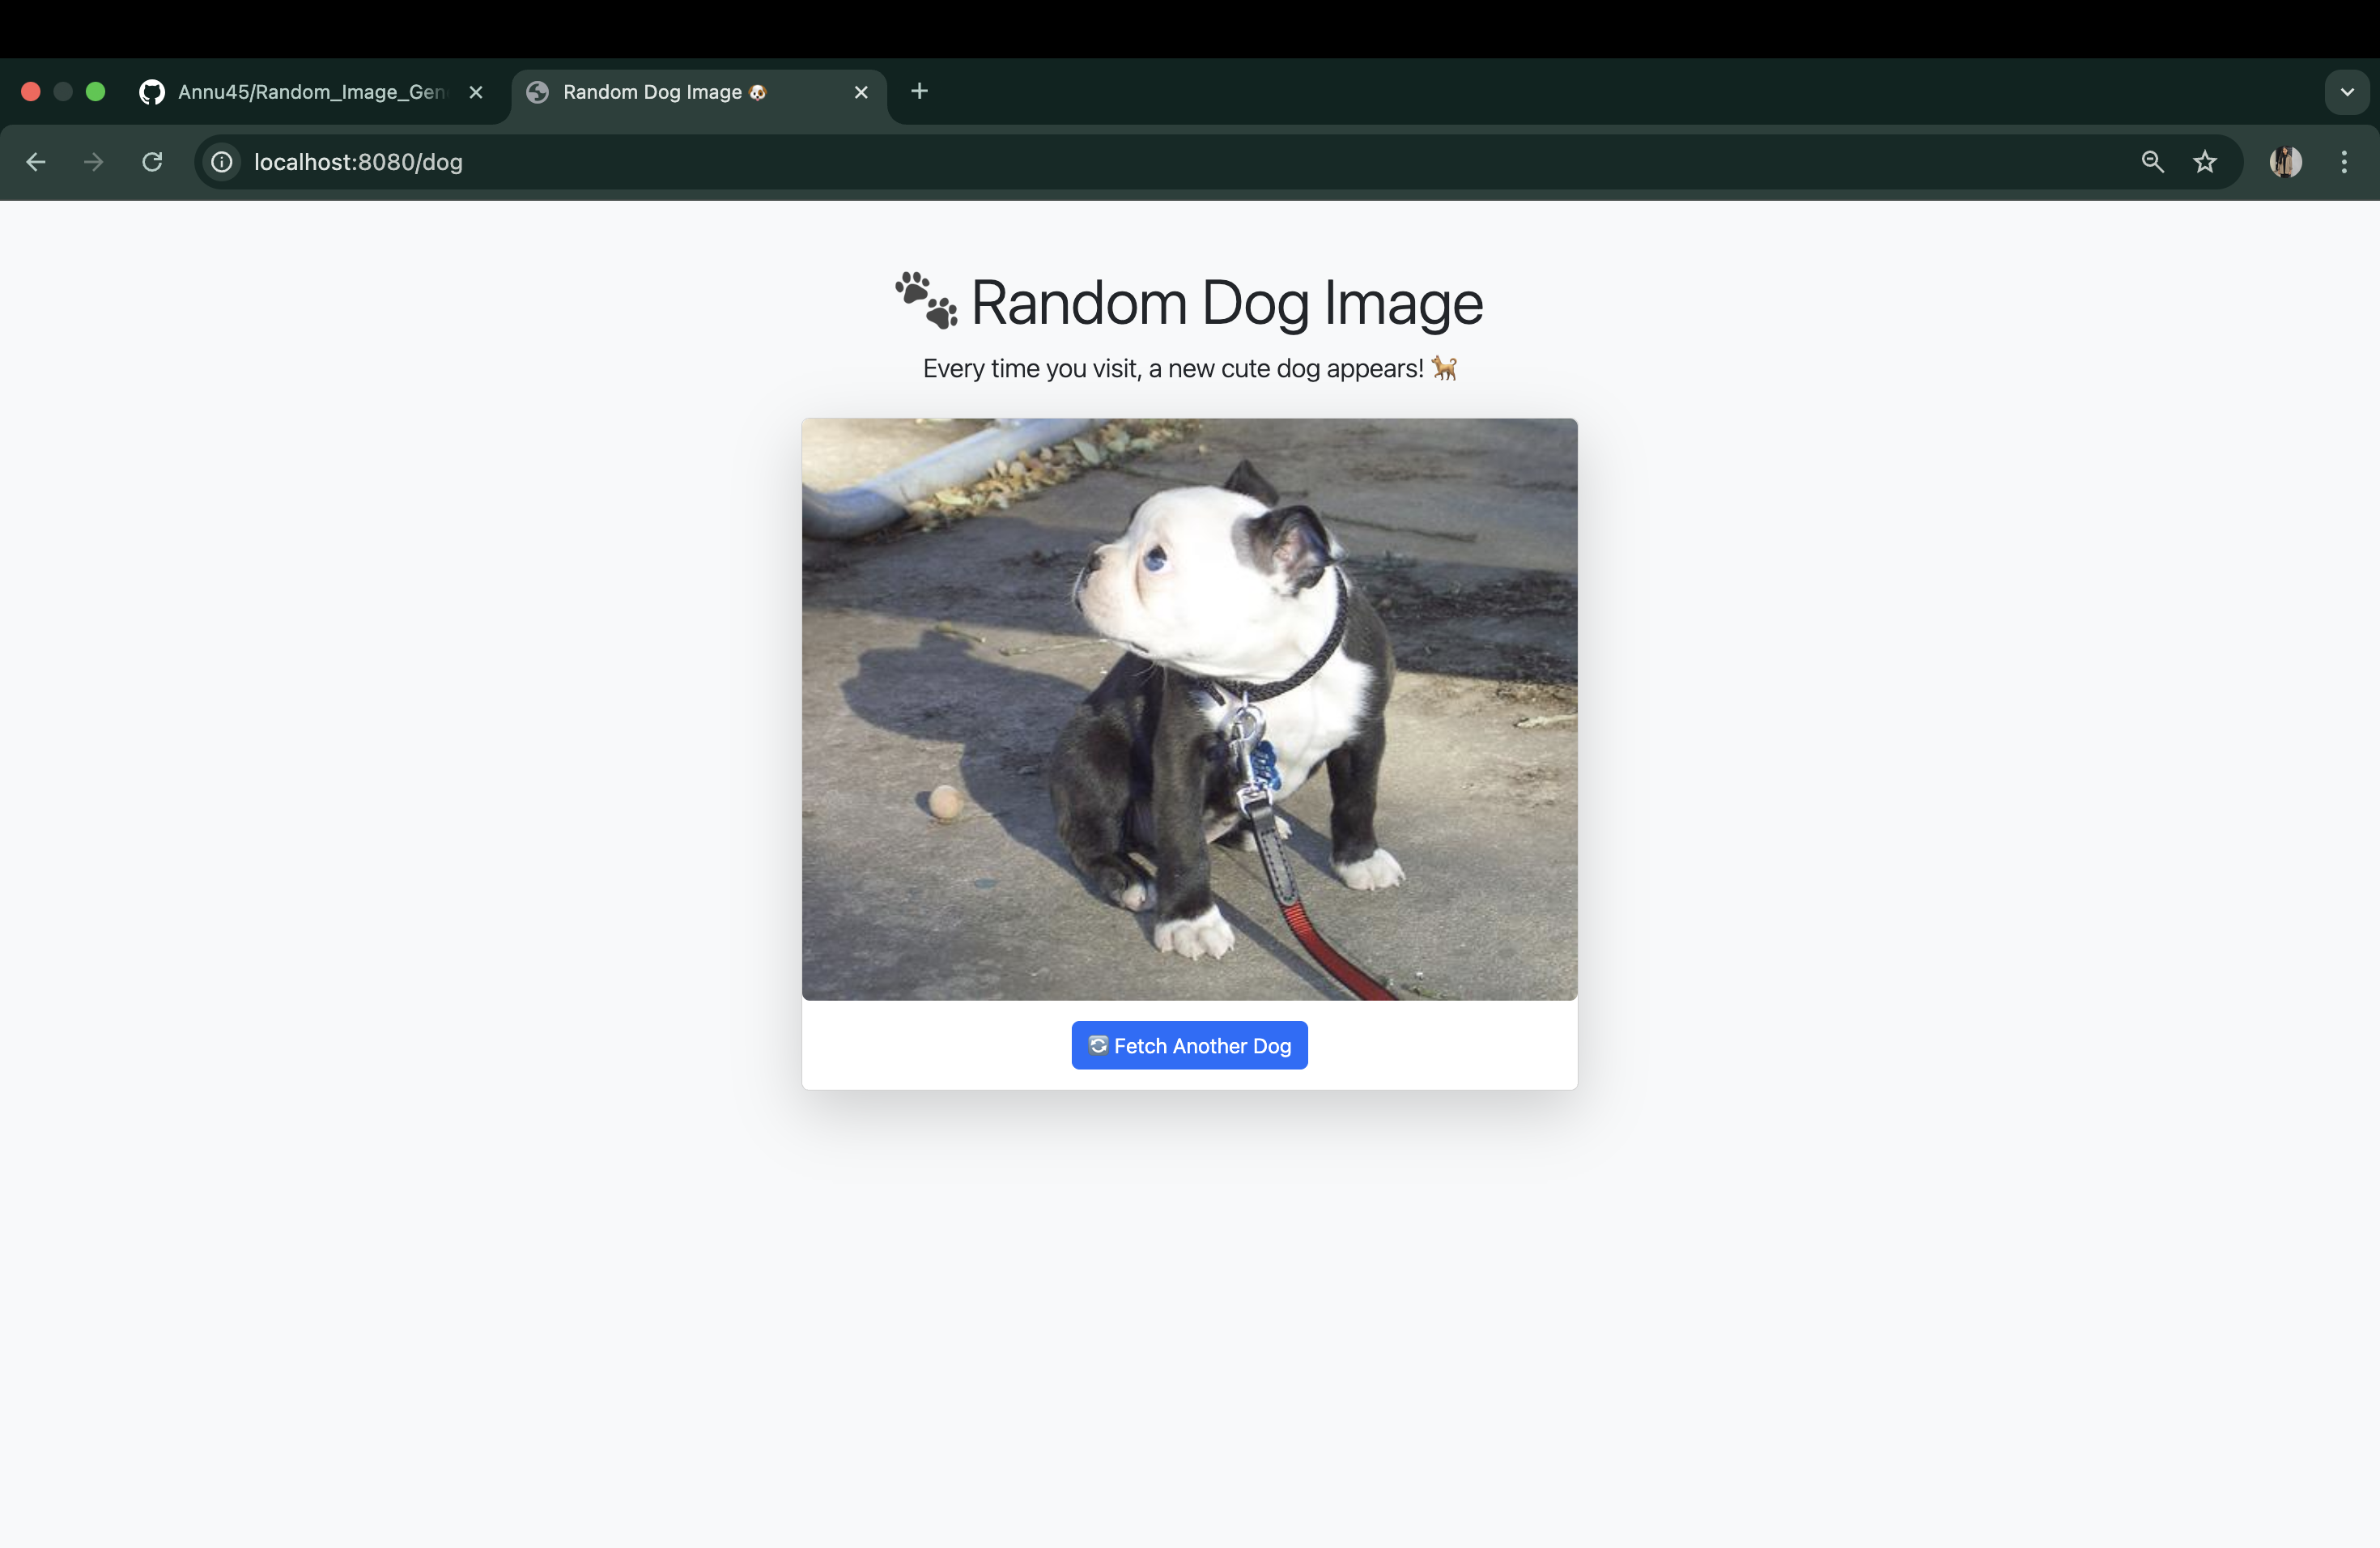 Annu45/Random_Image_Gen
Random Dog Image 🐶
localhost:8080/dog
🐾 Random Dog Image
Every time you visit, a new cute dog appears! 🐕
🔄 Fetch Another Dog